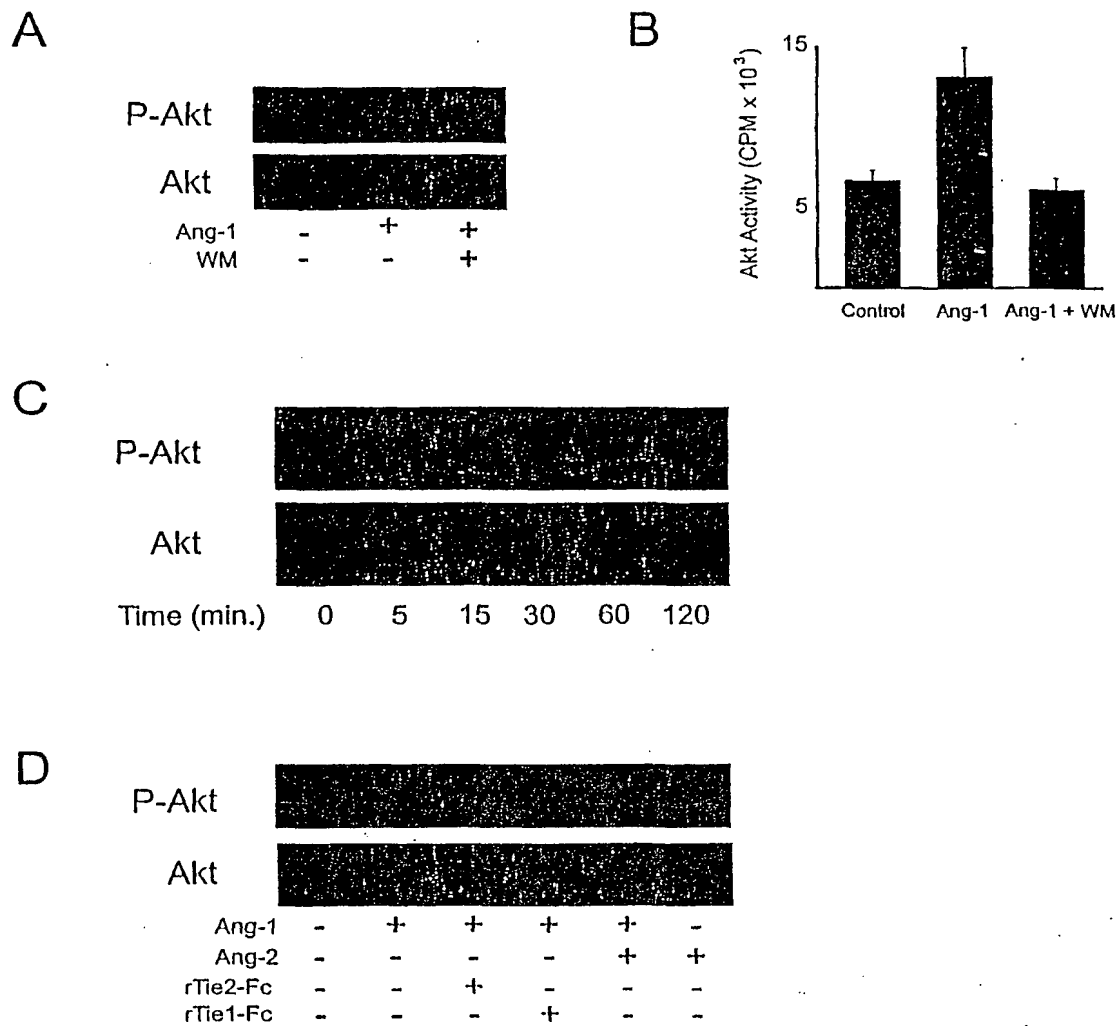 A
P-Akt
Akt
Ang-1 - + +
WM - - +
B
Akt Activity (CPM x 10³)
15
5
Control Ang-1 Ang-1 + WM
C
P-Akt
Akt
Time (min.) 0 5 15 30 60 120
D
P-Akt
Akt
Ang-1 - + + + + -
Ang-2 - - - - + +
rTie2-Fc - - + - - -
rTie1-Fc - - - + - -